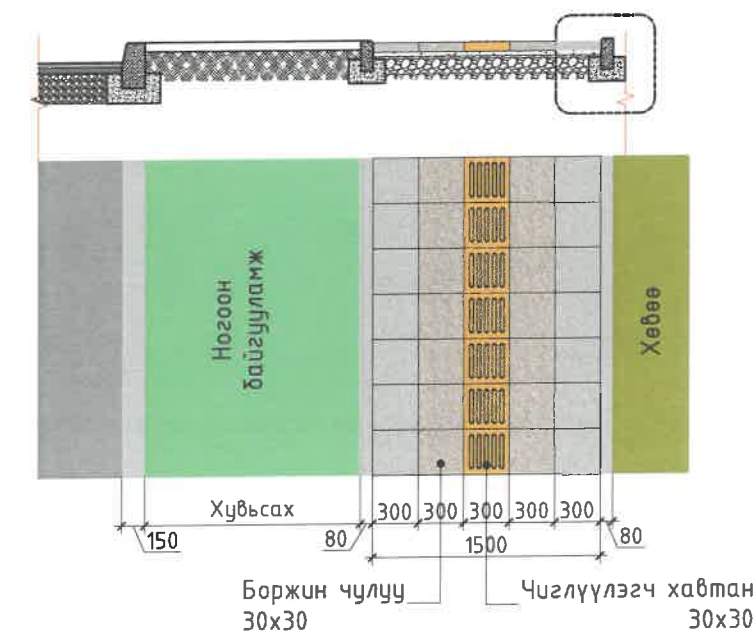 Ногоон
байгууламж
Хөвөө
Хувьсах
300 300 300 300 300
150
80
1500
80
Боржин чулуу
30x30
Чиглүүлэгч хавтан
30x30